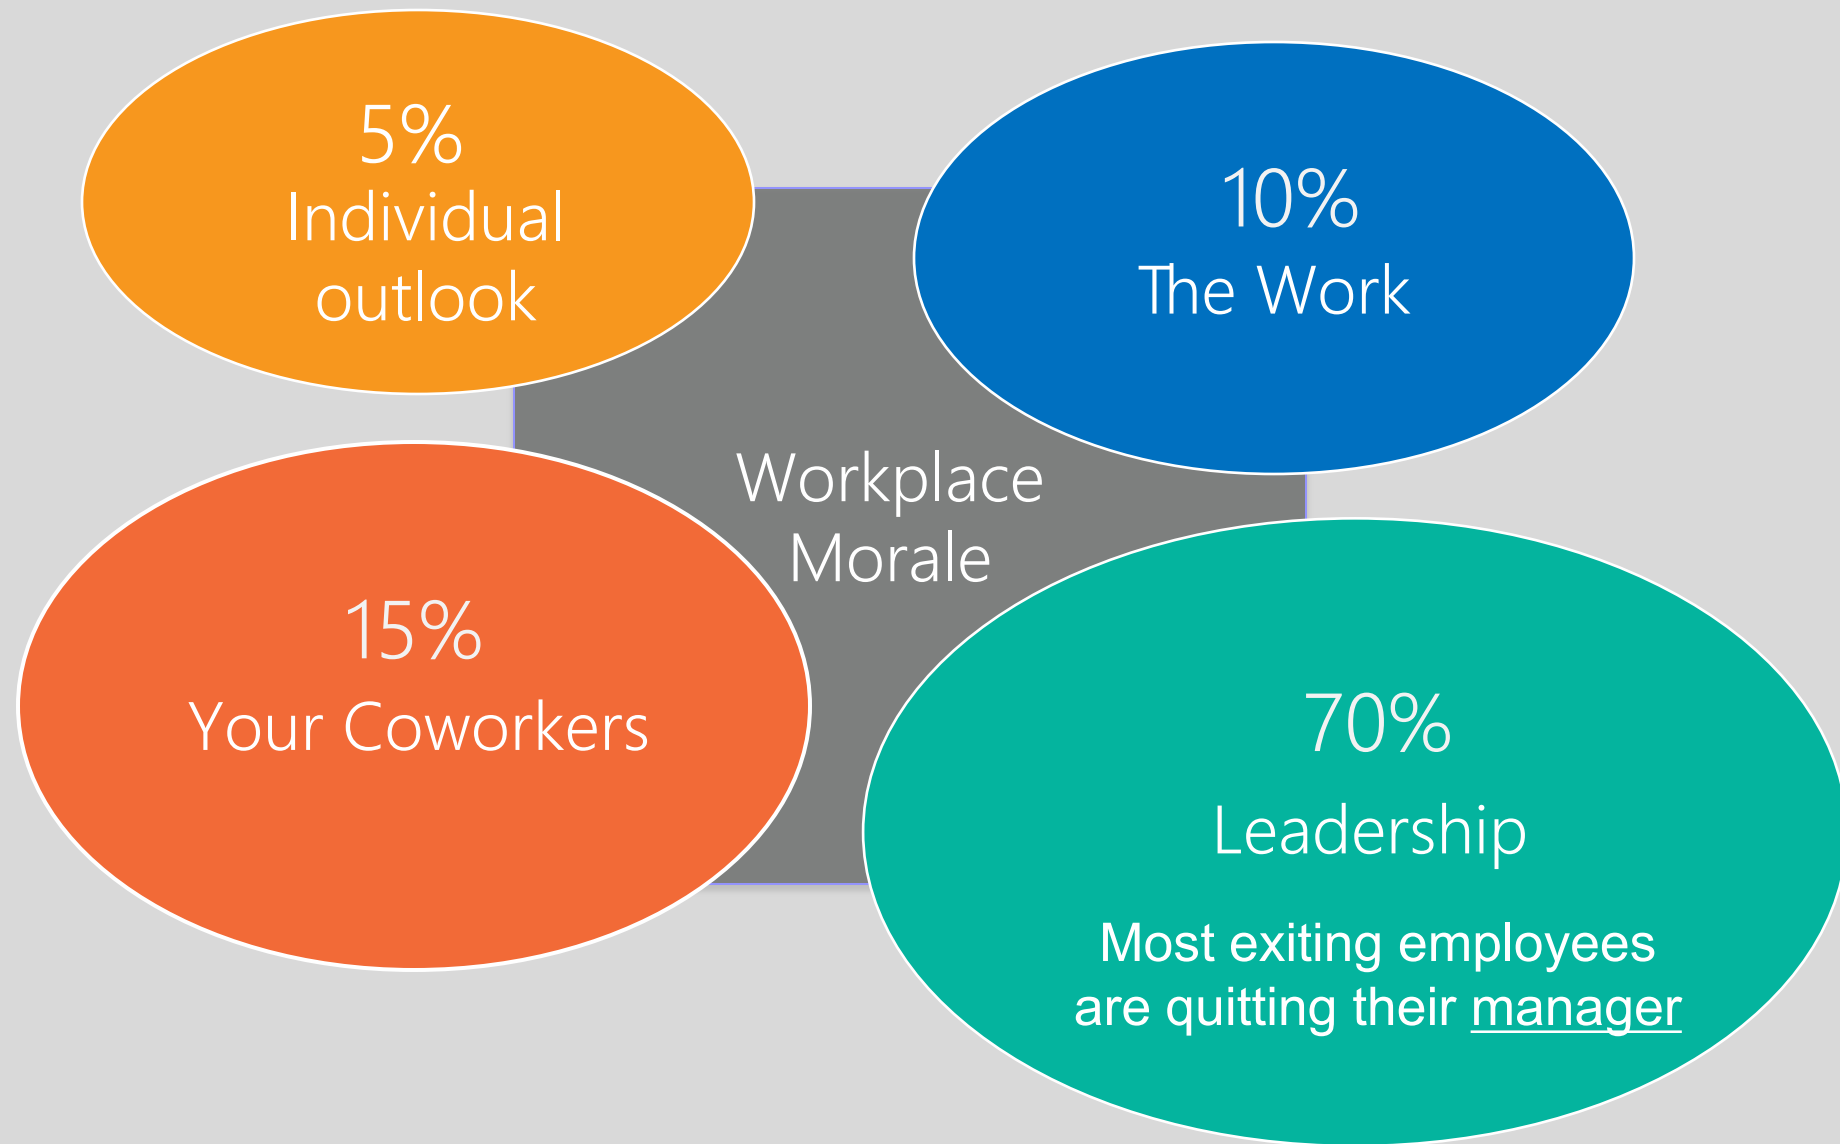 5%
Individual
outlook
10%
The Work
Workplace
Morale
15%
Your Coworkers
70%
Leadership
Most exiting employees
are quitting their manager